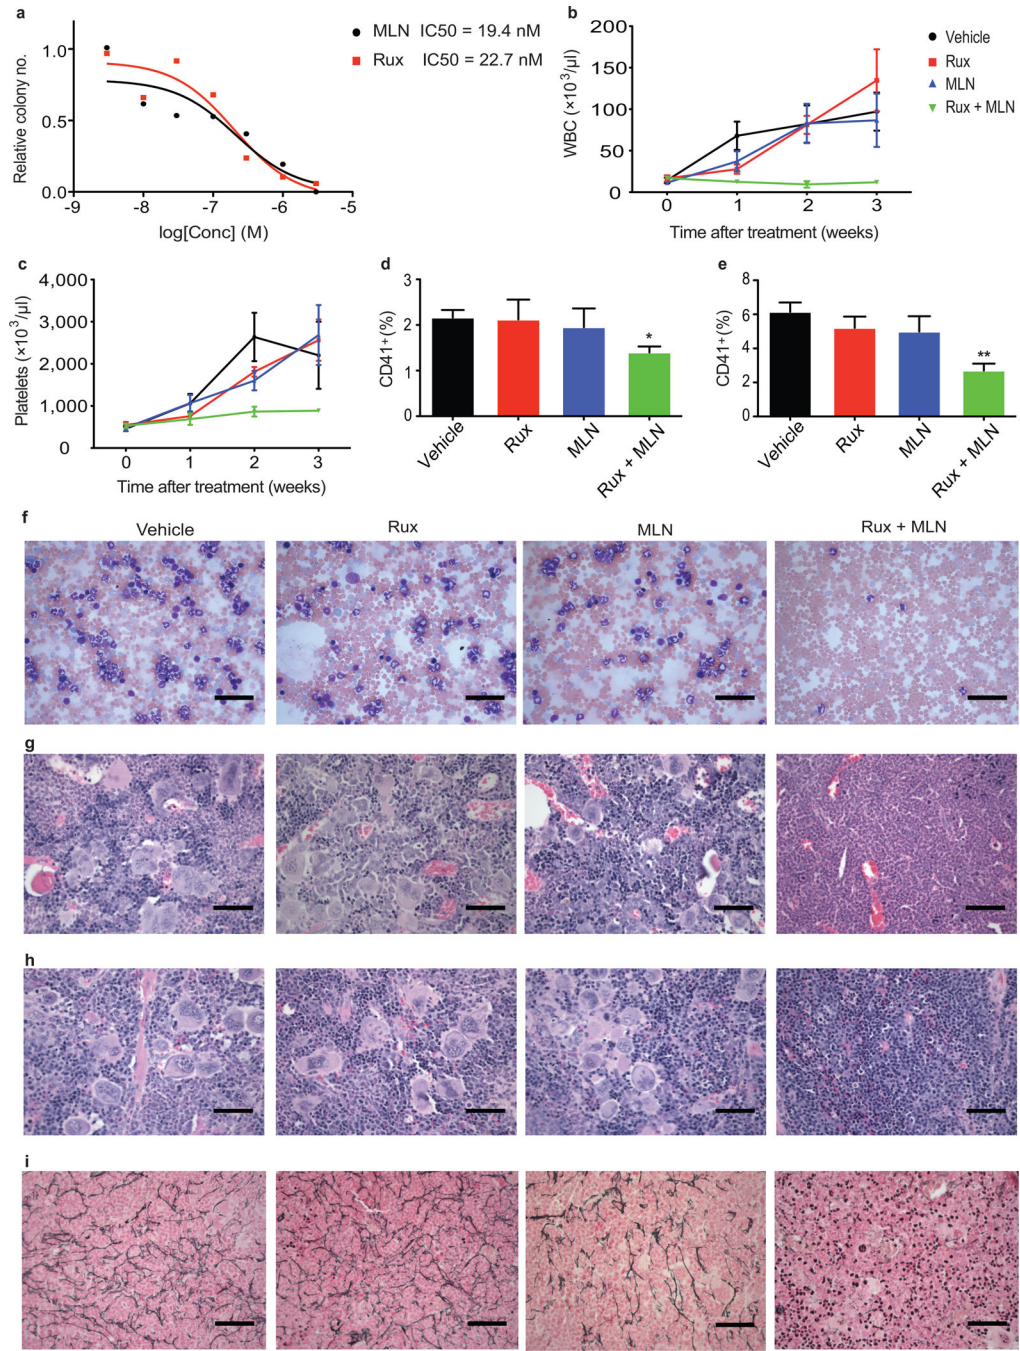 a
Relative colony no.
1.0
0.5
0.0
-9
-8
-7
-6
-5
log[Conc] (M)
MLN IC50 = 19.4 nM
Rux IC50 = 22.7 nM
b
WBC (×10³/µl)
200
150
100
50
0
0
1
2
3
Time after treatment (weeks)
Vehicle
Rux
MLN
Rux + MLN
c
Platelets (×10³/µl)
4,000
3,000
2,000
1,000
0
0
1
2
3
Time after treatment (weeks)
d
CD41⁺(%)
3
2
1
0
*
Vehicle
Rux
MLN
Rux + MLN
e
CD41⁺(%)
8
6
4
2
0
**
Vehicle
Rux
MLN
Rux + MLN
f
Vehicle
Rux
MLN
Rux + MLN
g
h
i